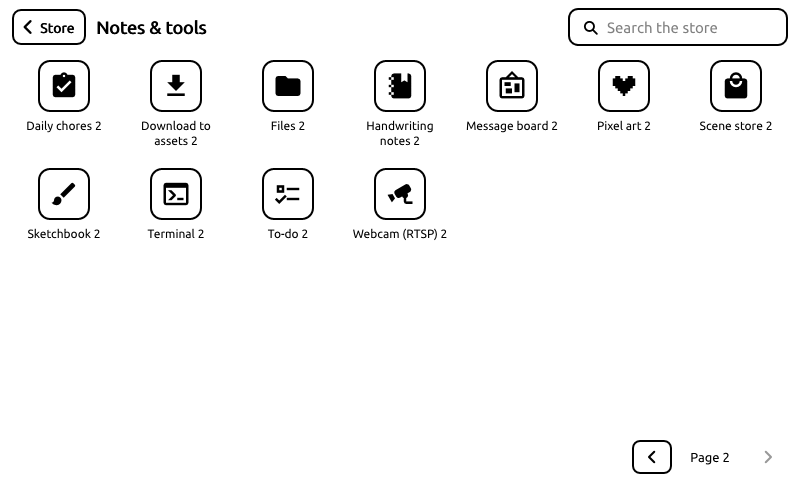 Store
Notes & tools
Search the store
Daily chores 2
Download to
assets 2
Files 2
Handwriting
notes 2
Message board 2
Pixel art 2
Scene store 2
Sketchbook 2
Terminal 2
To-do 2
Webcam (RTSP) 2
Page 2